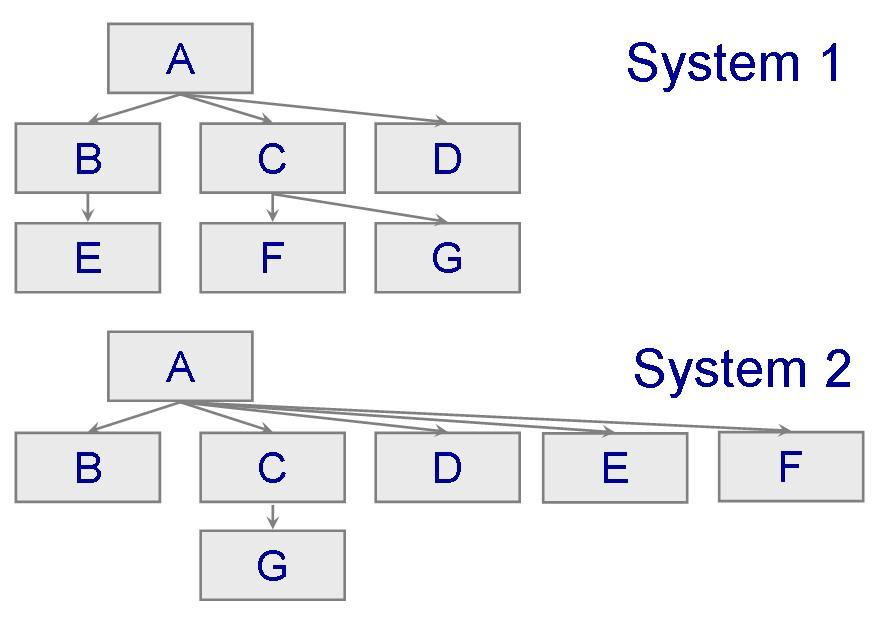 A
System 1
B C D
E F G
A
System 2
B C D E F
G